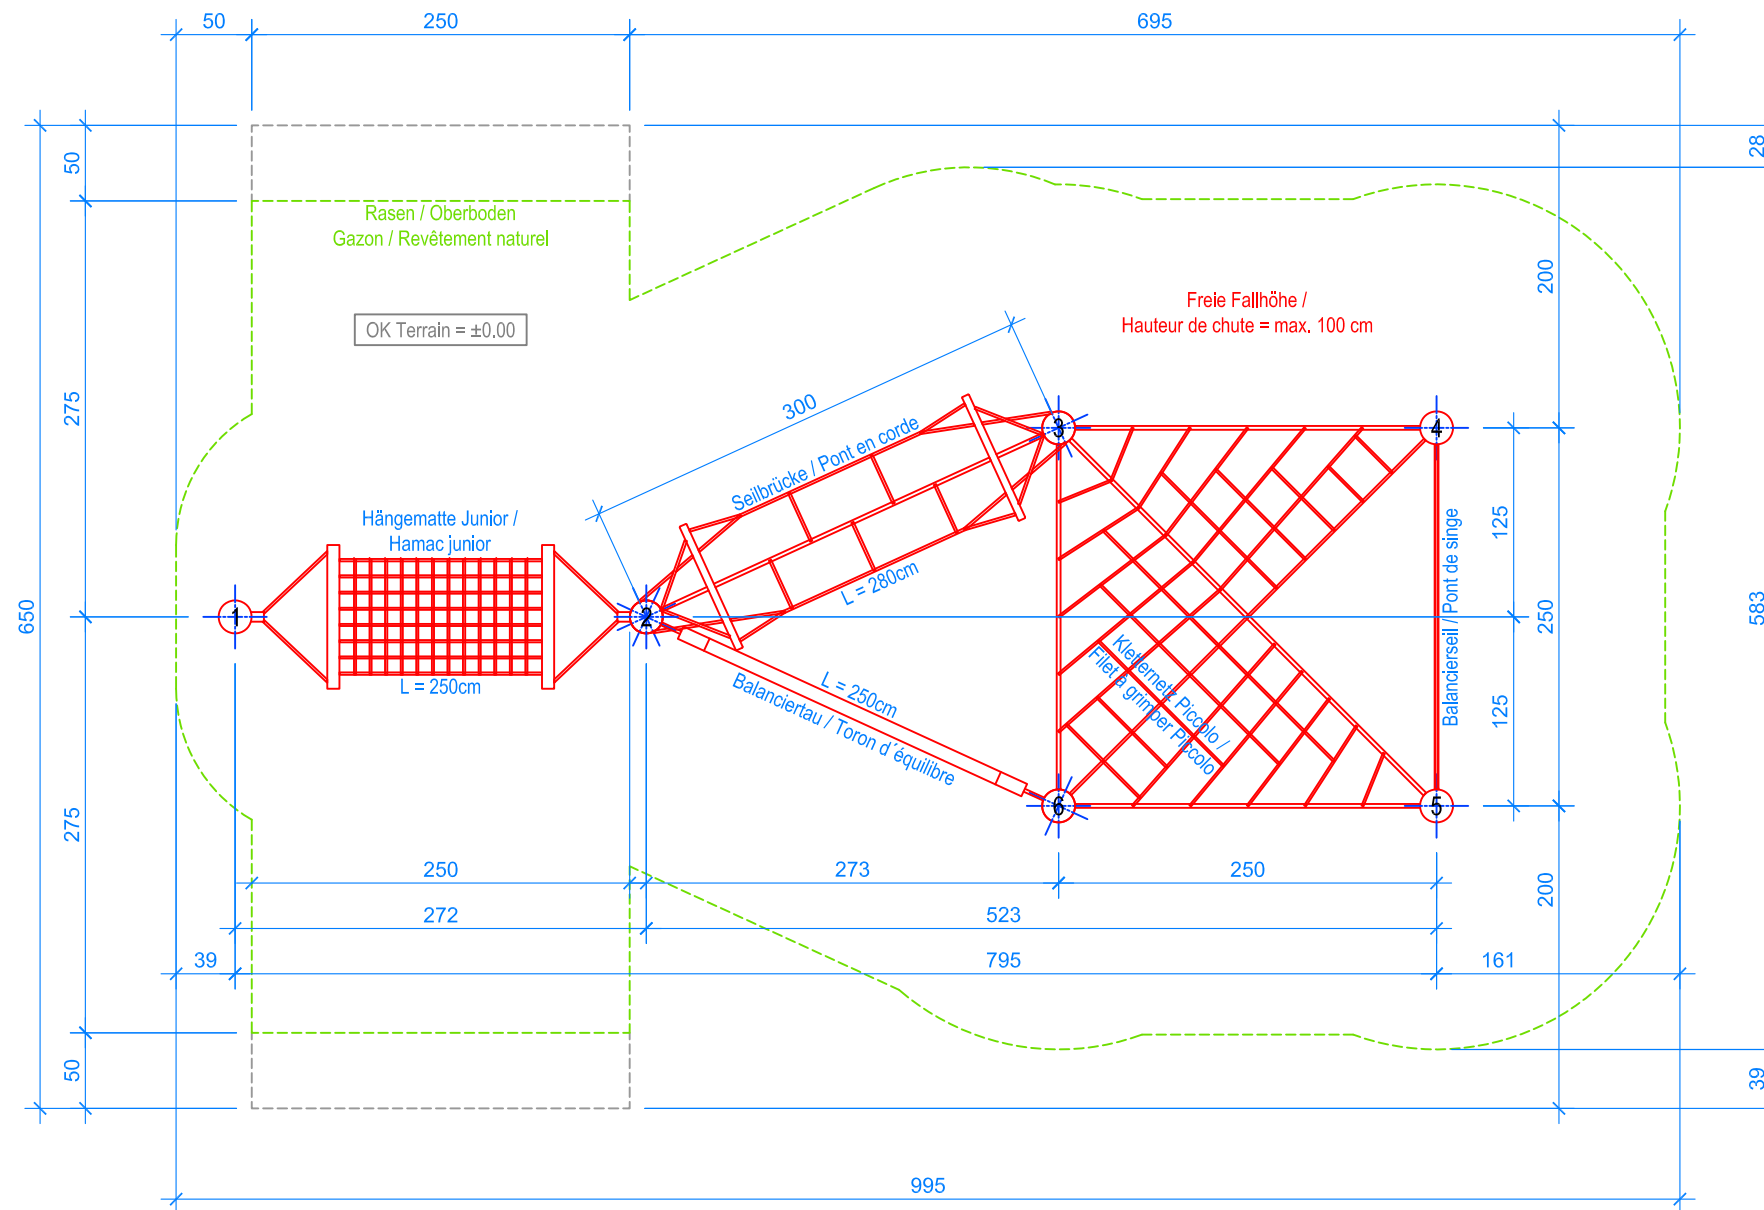 50
250
695
50
28
Rasen / Oberboden
Gazon / Revêtement naturel
200
OK Terrain = ±0.00
Freie Fallhöhe /
Hauteur de chute = max. 100 cm
275
300
Seilbrücke / Pont en corde
3
4
Hängematte Junior /
Hamac junior
125
L = 280cm
Balancierseil / Pont de singe
650
1
2
250
583
L = 250cm
L = 250cm
Balanciertau / Toron d´équilibre
Kletternetz Piccolo /
Filet à grimper Piccolo
125
6
5
275
250
273
250
200
272
523
39
795
161
50
39
995